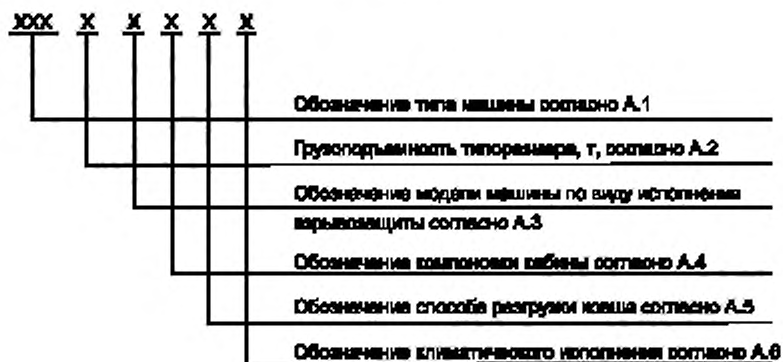 XXX X X X X X
Обозначение типа машины согласно А.1
Грузоподъемность типоразмера, т, согласно А.2
Обозначение модели машины по виду исполнения
взрывозащиты согласно А.3
Обозначение компоновки кабины согласно А.4
Обозначение способа разгрузки ковша согласно А.5
Обозначение климатического исполнения согласно А.6